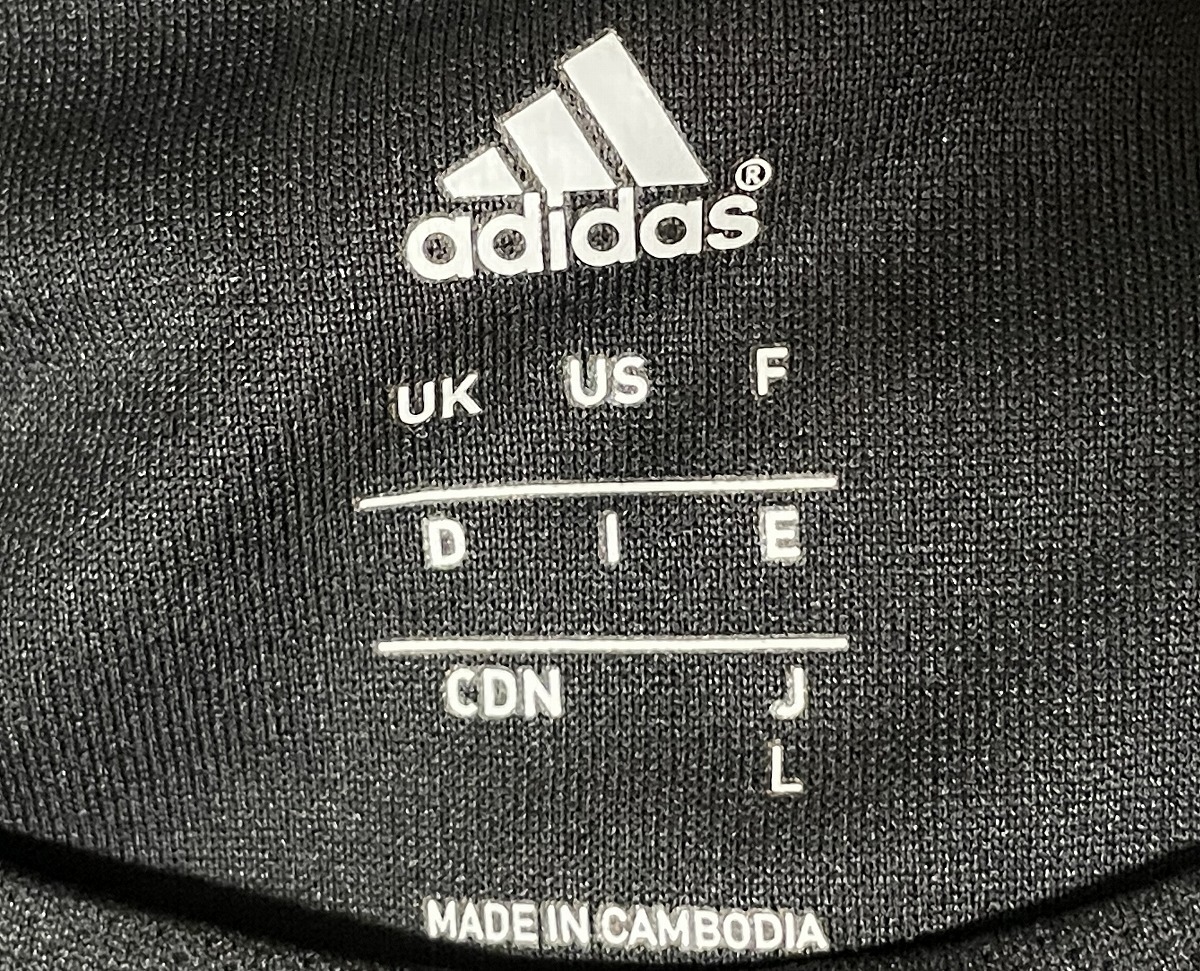 adidas®
UK US F
D I E
CDN J
L
MADE IN CAMBODIA